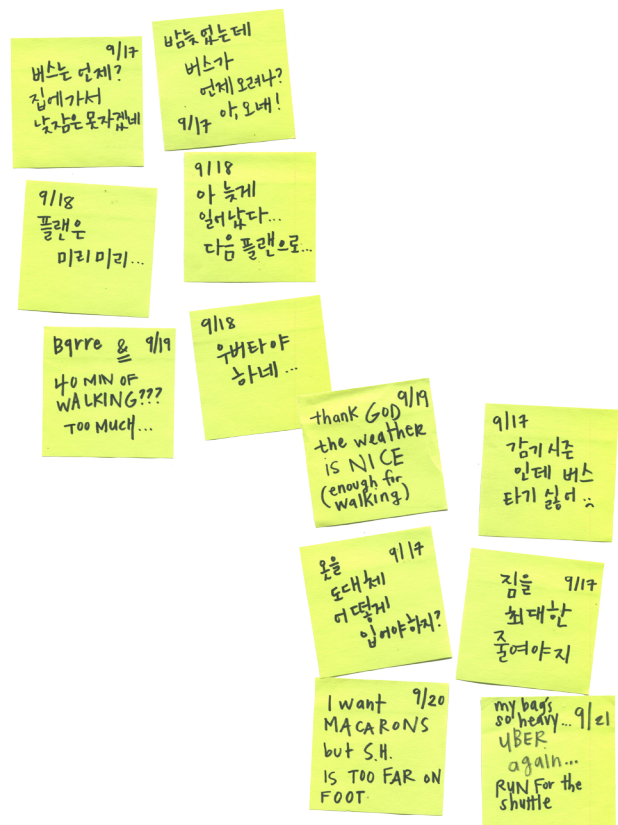 9/17
버스는 언제?
집에가서
낮잠은못자겠네
밤늦었는데
버스가
언제오려나?
9/17 아,오네!
9/18
플랜은
미리미리...
9/18
아 늦게
일어났다...
다음플랜으로...
Barre & 9/19
40 MIN OF
WALKING???
TOO MUCH...
9/18
우버타야
하네...
9/19
thank GOD
the weather
is NICE
(enough for
walking)
9/17
감기시즌
인데 버스
타기 싫어 :(
9/17
옷을
도대체
어떻게
입어야하지?
짐을 9/17
최대한
줄여야지
I want 9/20
MACARONS
but S.H.
IS TOO FAR ON
FOOT.
my bag's
so heavy... 9/21
UBER
again...
RUN For the
shuttle